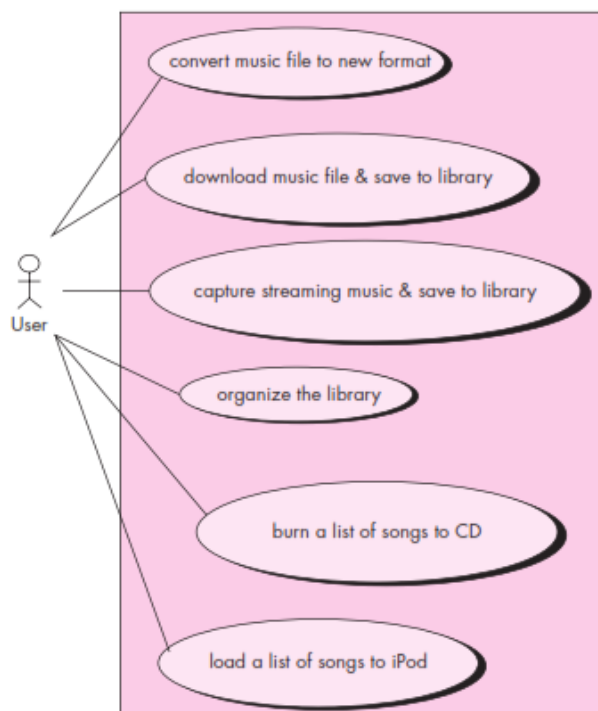 convert music file to new format
download music file & save to library
capture streaming music & save to library
User
organize the library
burn a list of songs to CD
load a list of songs to iPod